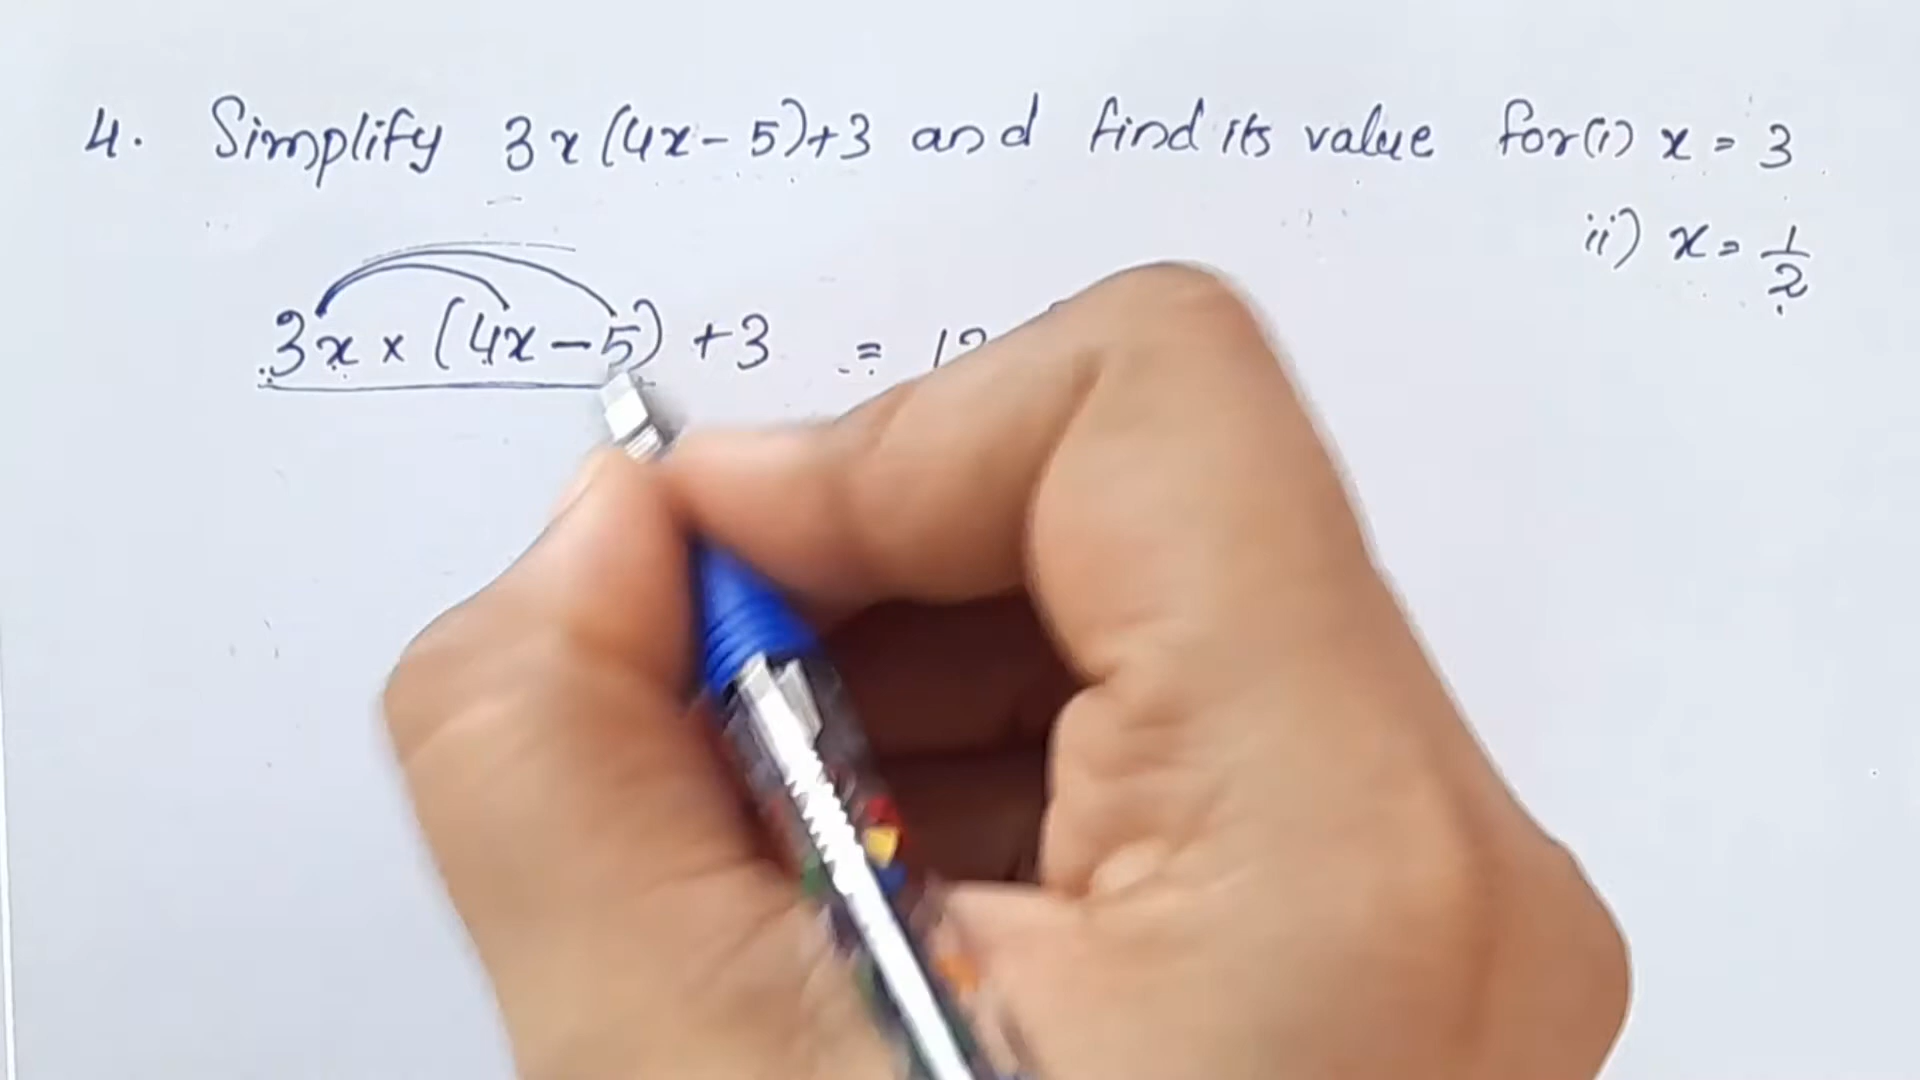 4. Simplify 3x(4x-5)+3 and find its value for(i) x = 3
ii) x = 1/2
3x × (4x-5) +3 = 12